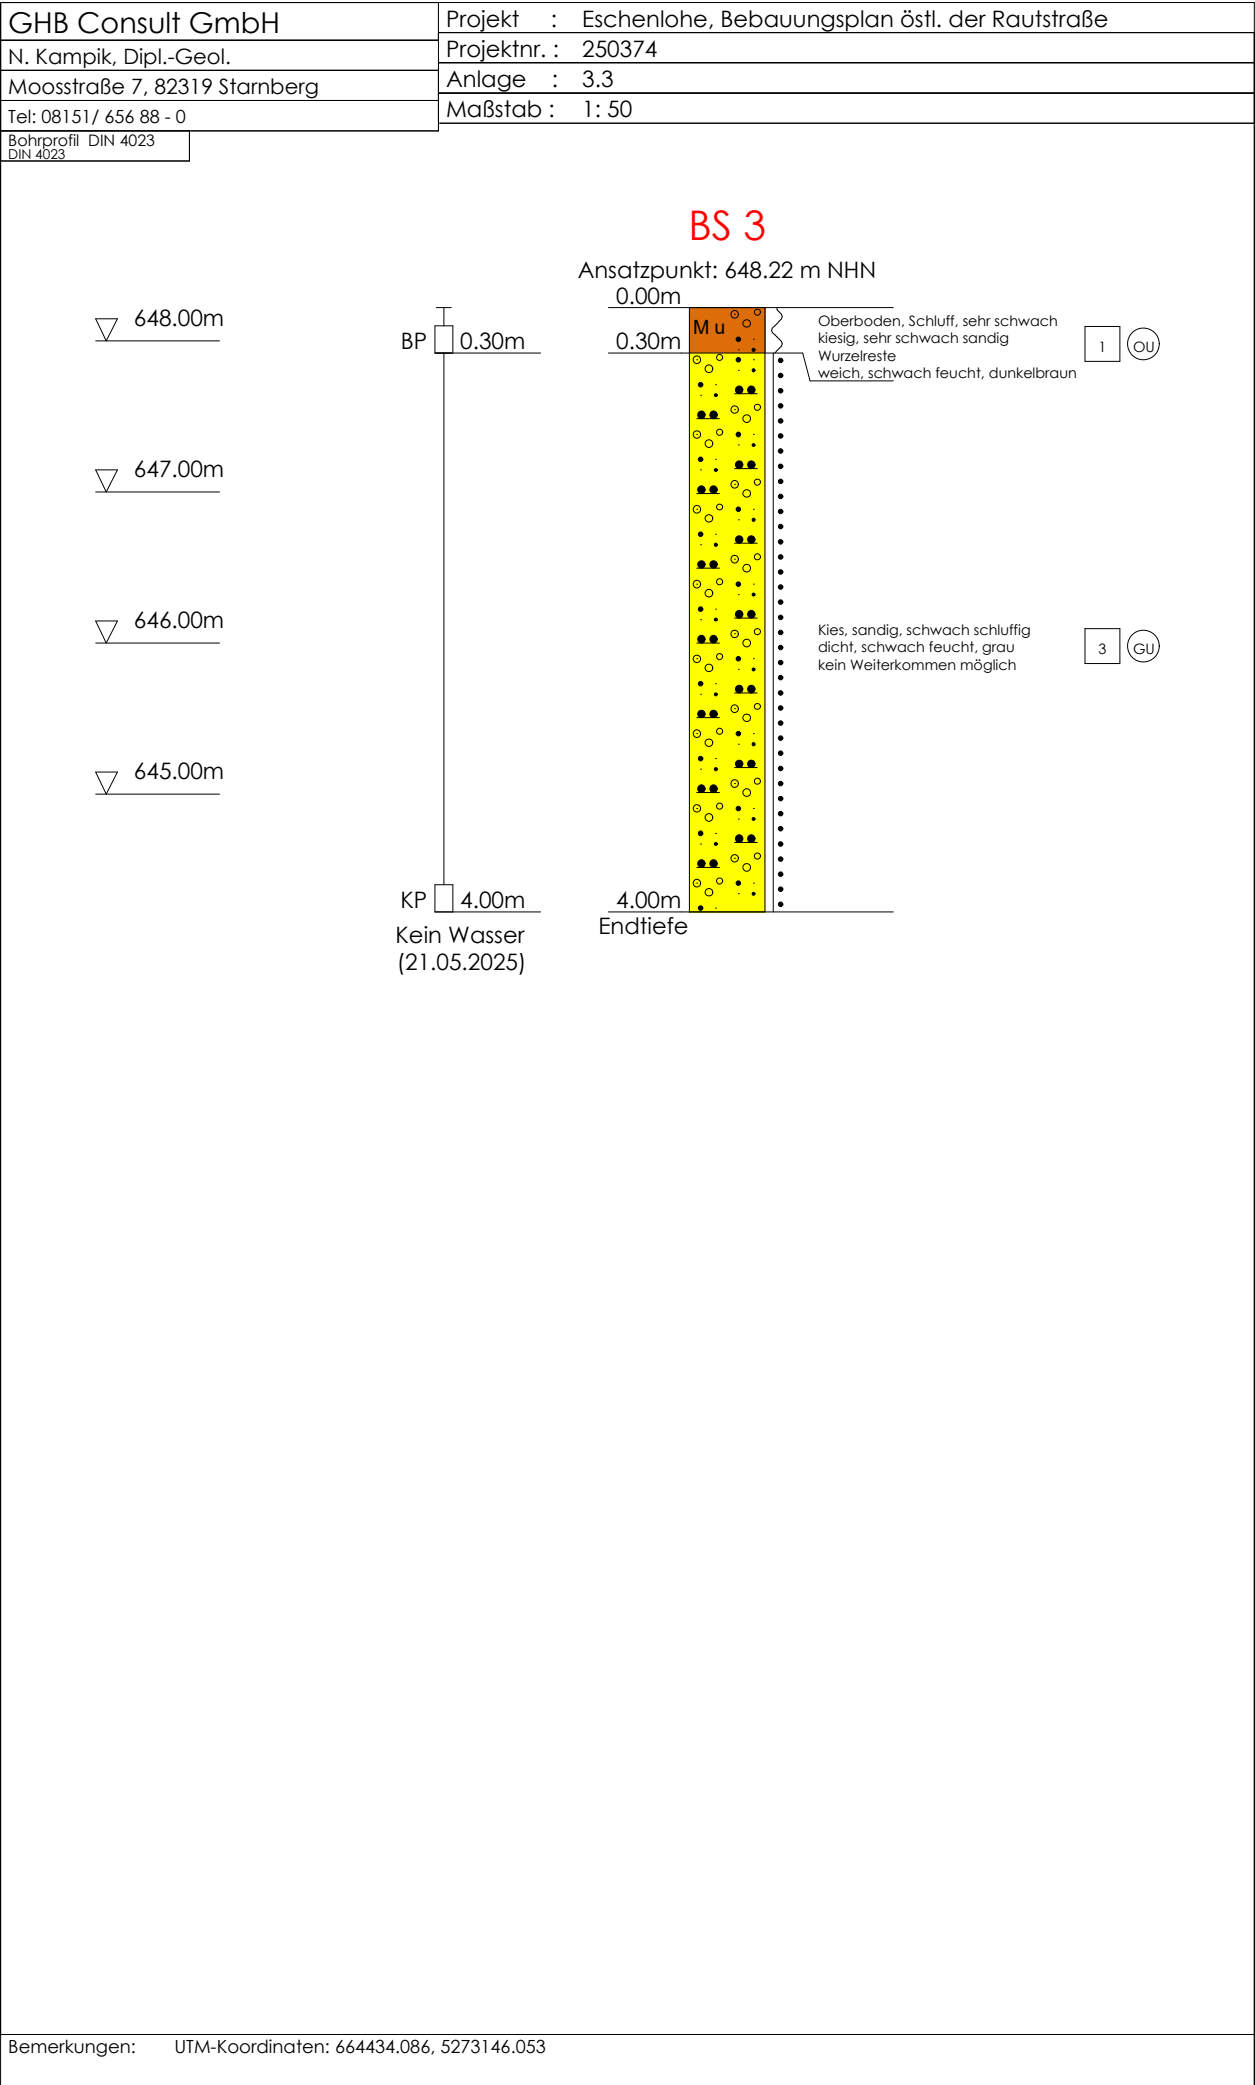 GHB Consult GmbH
N. Kampik, Dipl.-Geol.
Moosstraße 7, 82319 Starnberg
Tel: 08151/ 656 88 - 0
Projekt : Eschenlohe, Bebauungsplan östl. der Rautstraße
Projektnr. : 250374
Anlage : 3.3
Maßstab : 1: 50
Bohrprofil DIN 4023
DIN 4023
BS 3
Ansatzpunkt: 648.22 m NHN
0.00m
648.00m
BP 0.30m
0.30m
Mu
Oberboden, Schluff, sehr schwach
kiesig, sehr schwach sandig
Wurzelreste
weich, schwach feucht, dunkelbraun
1 OU
647.00m
646.00m
Kies, sandig, schwach schluffig
dicht, schwach feucht, grau
kein Weiterkommen möglich
3 GU
645.00m
KP 4.00m
4.00m
Endtiefe
Kein Wasser
(21.05.2025)
Bemerkungen: UTM-Koordinaten: 664434.086, 5273146.053